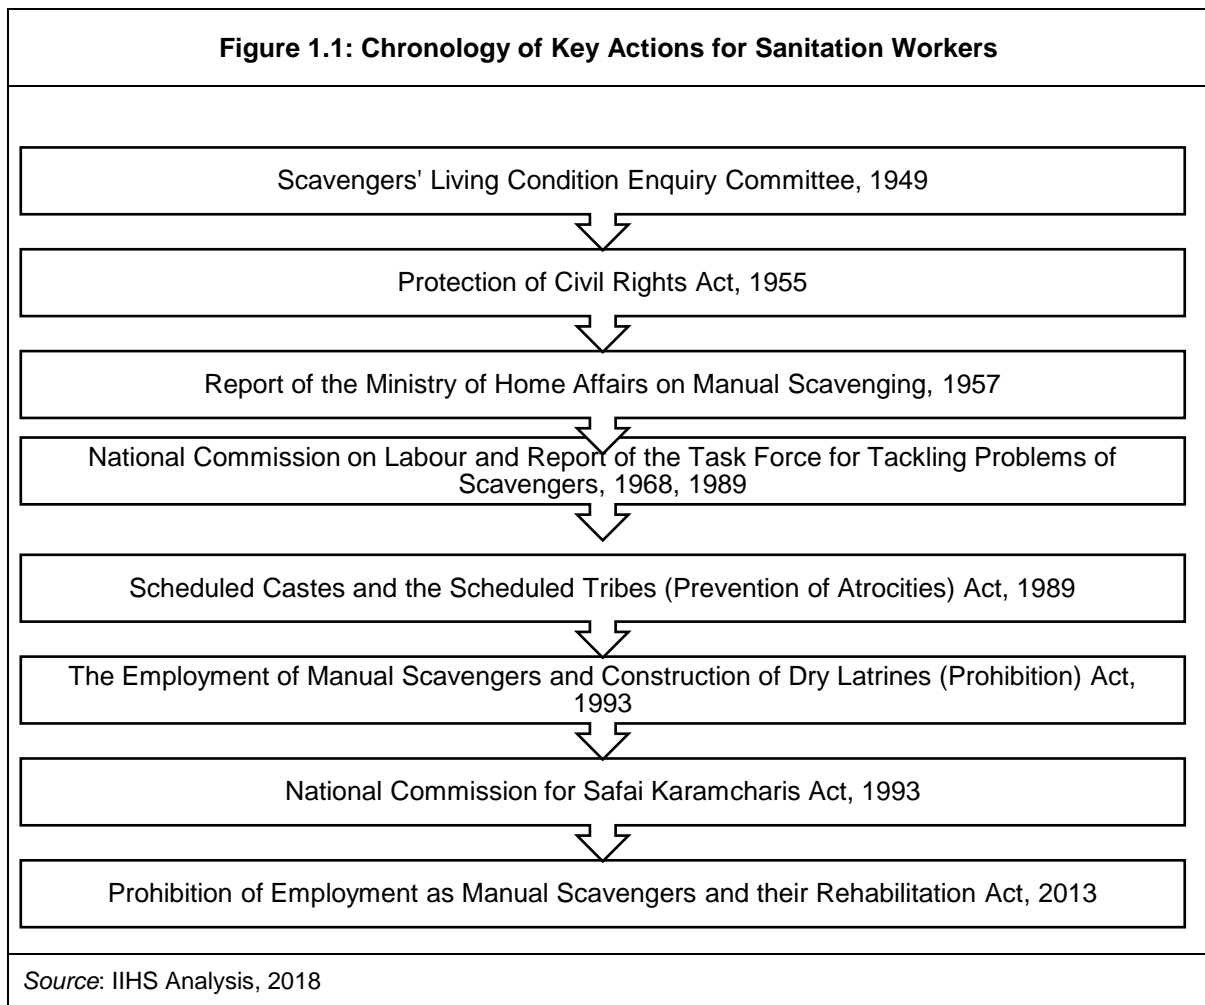 Figure 1.1: Chronology of Key Actions for Sanitation Workers
Scavengers' Living Condition Enquiry Committee, 1949
Protection of Civil Rights Act, 1955
Report of the Ministry of Home Affairs on Manual Scavenging, 1957
National Commission on Labour and Report of the Task Force for Tackling Problems of
Scavengers, 1968, 1989
Scheduled Castes and the Scheduled Tribes (Prevention of Atrocities) Act, 1989
The Employment of Manual Scavengers and Construction of Dry Latrines (Prohibition) Act,
1993
National Commission for Safai Karamcharis Act, 1993
Prohibition of Employment as Manual Scavengers and their Rehabilitation Act, 2013
Source: IIHS Analysis, 2018